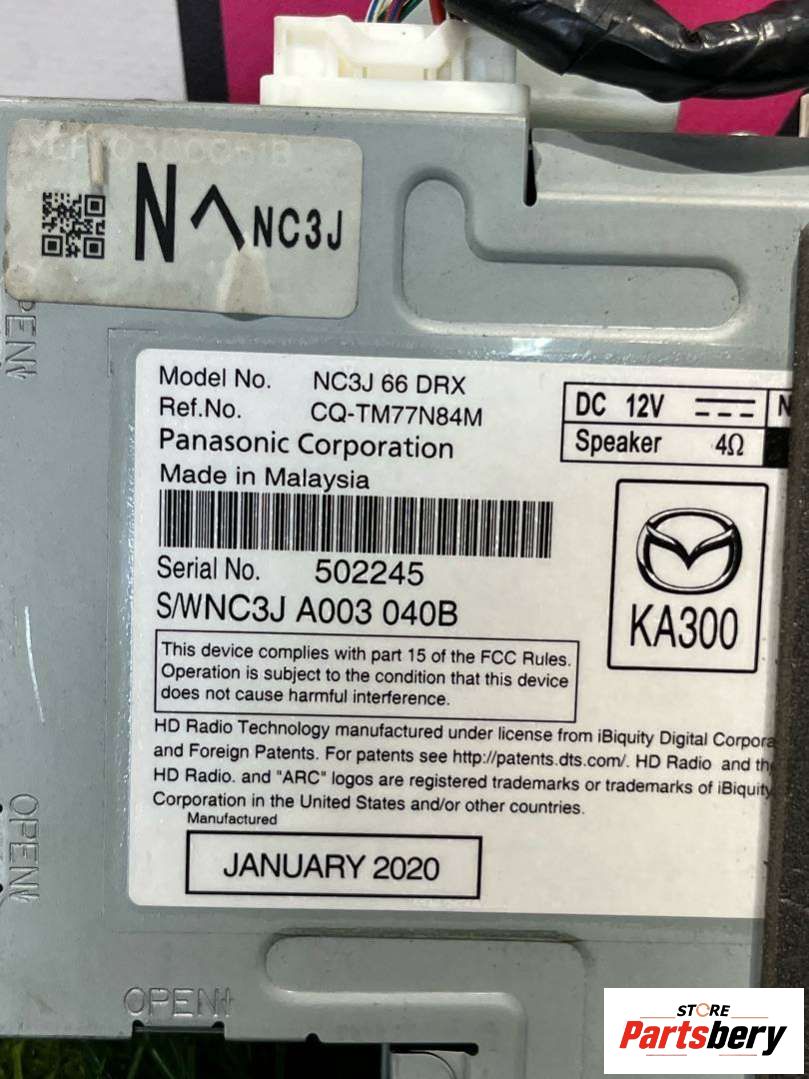 N へ NC3J
OPEN
Model No. NC3J 66 DRX
Ref.No. CQ-TM77N84M
Panasonic Corporation
Made in Malaysia
DC 12V N
Speaker 4Ω
Serial No. 502245
S/WNC3J A003 040B
KA300
This device complies with part 15 of the FCC Rules.
Operation is subject to the condition that this device
does not cause harmful interference.
HD Radio Technology manufactured under license from iBiquity Digital Corpora
and Foreign Patents. For patents see http://patents.dts.com/. HD Radio and the
HD Radio. and "ARC" logos are registered trademarks or trademarks of iBiquity
Corporation in the United States and/or other countries.
Manufactured
JANUARY 2020
OPEN
OPEN
STORE
Partsbery